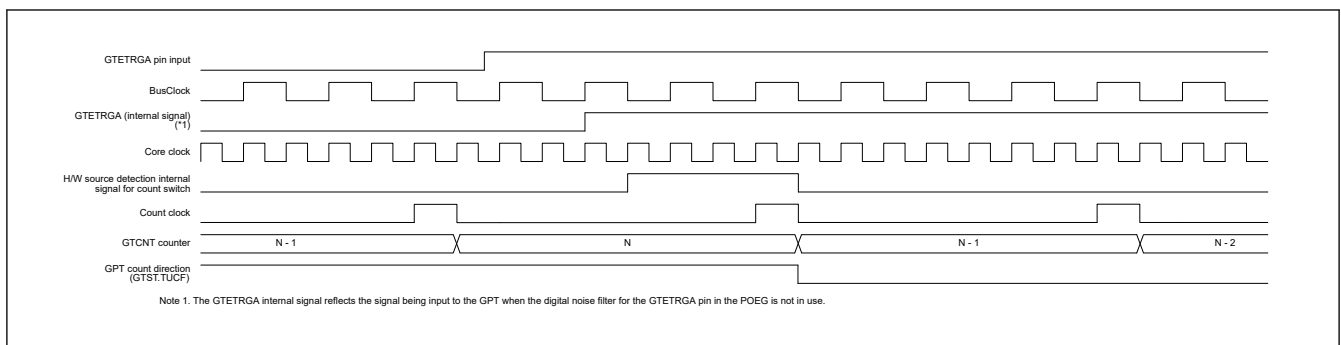 GTETRGA pin input
BusClock
GTETRGA (internal signal)
(*1)
Core clock
H/W source detection internal
signal for count switch
Count clock
GTCNT counter
N - 1
N
N - 1
N - 2
GPT count direction
(GTST.TUCF)
Note 1. The GTETRGA internal signal reflects the signal being input to the GPT when the digital noise filter for the GTETRGA pin in the POEG is not in use.